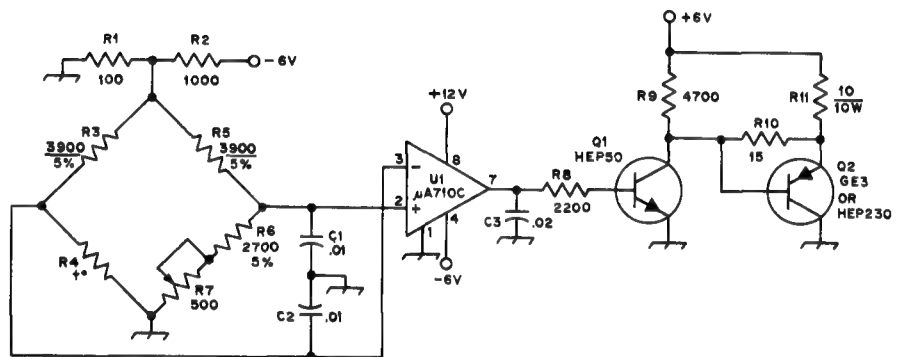 R1
100
R2
1000
-6V
R3
3900
5%
R5
3900
5%
R4
t°
R7
500
R6
2700
5%
C1
.01
C2
.01
+12V
3
-
8
U1
μA710C
2
+
1
4
7
-6V
C3
.02
R8
2200
Q1
HEP50
+6V
R9
4700
R10
15
R11
10
10W
Q2
GE3
OR
HEP230